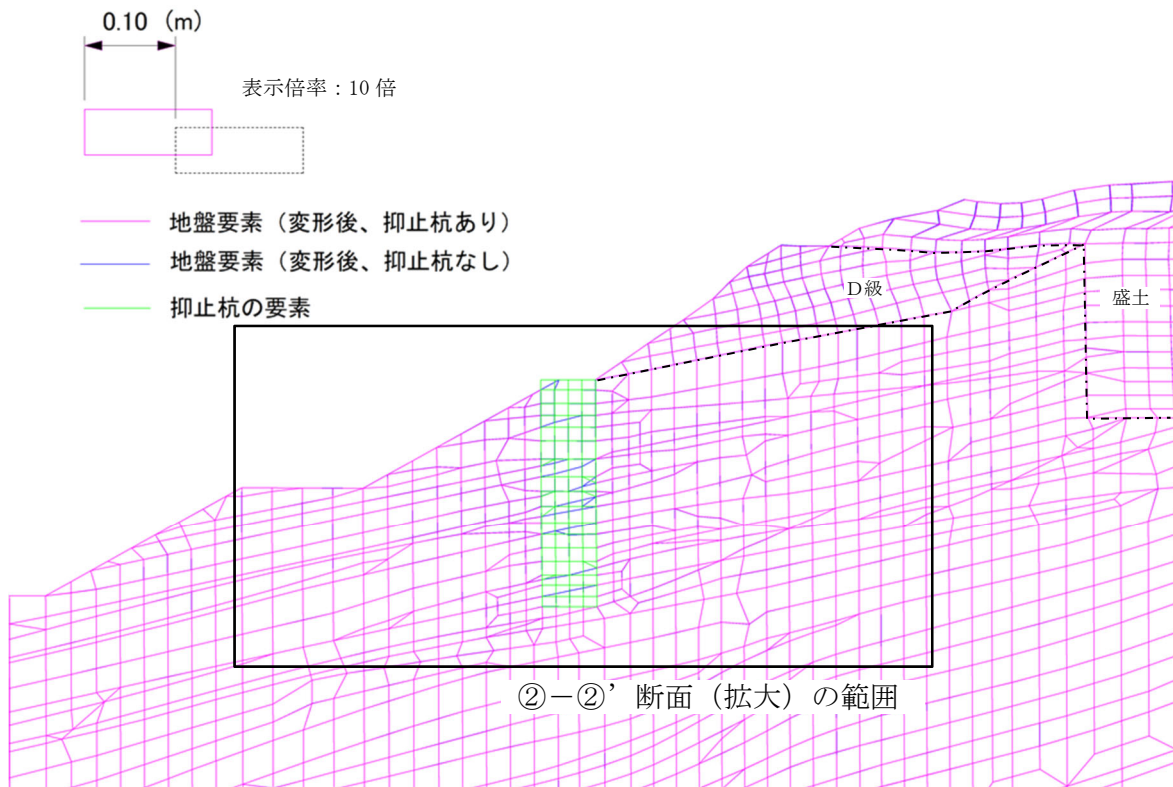 0.10 (m)
表示倍率:10 倍
地盤要素(変形後、抑止杭あり)
地盤要素(変形後、抑止杭なし)
抑止杭の要素
D級
盛土
②-②’断面(拡大)の範囲